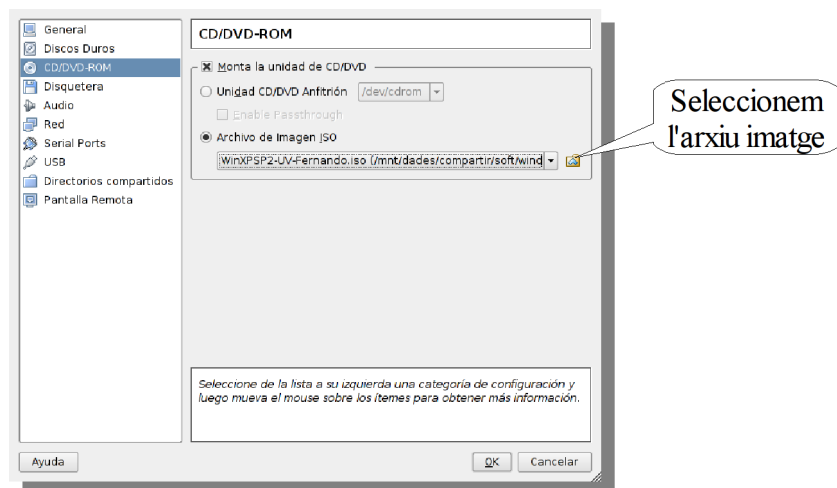 General
Discos Duros
CD/DVD-ROM
Disquetera
Audio
Red
Serial Ports
USB
Directorios compartidos
Pantalla Remota
CD/DVD-ROM
Monta la unidad de CD/DVD
Unidad CD/DVD Anfitrión /dev/cdrom
Enable Passthrough
Archivo de Imagen ISO
WinXPSP2-UV-Fernando.iso (/mnt/dades/compartir/soft/wind
Seleccionem
l'arxiu imatge
Seleccione de la lista a su izquierda una categoría de configuración y
luego mueva el mouse sobre los ítemes para obtener más información.
Ayuda
OK
Cancelar